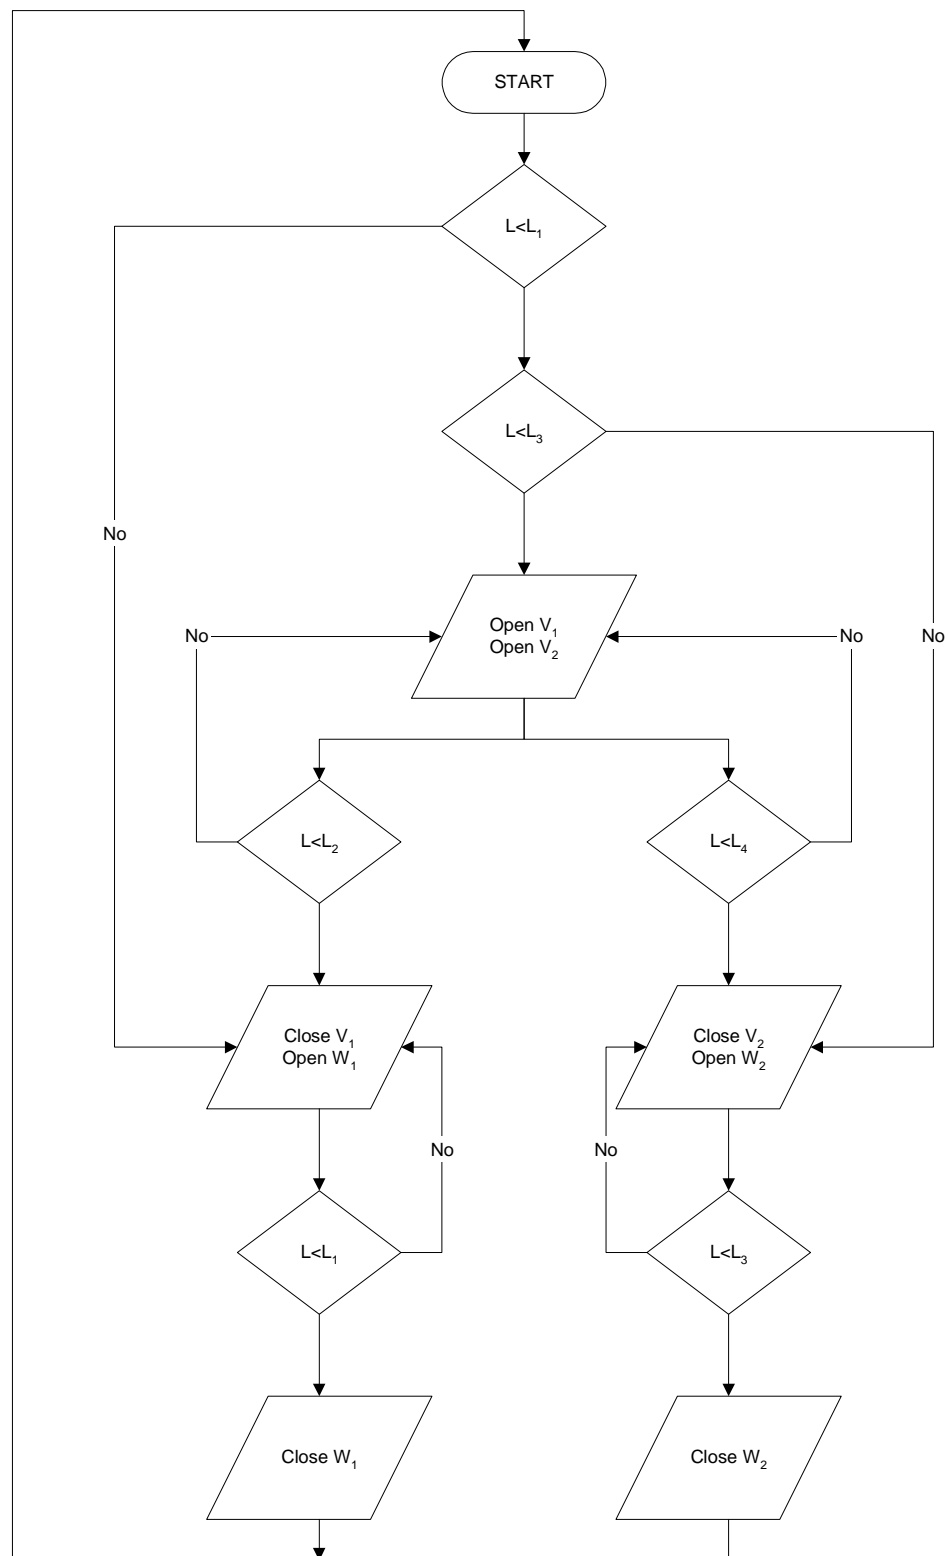 START
L<L₁
L<L₃
No
Open V₁
Open V₂
No
No
No
L<L₂
L<L₄
Close V₁
Open W₁
Close V₂
Open W₂
No
No
L<L₁
L<L₃
Close W₁
Close W₂